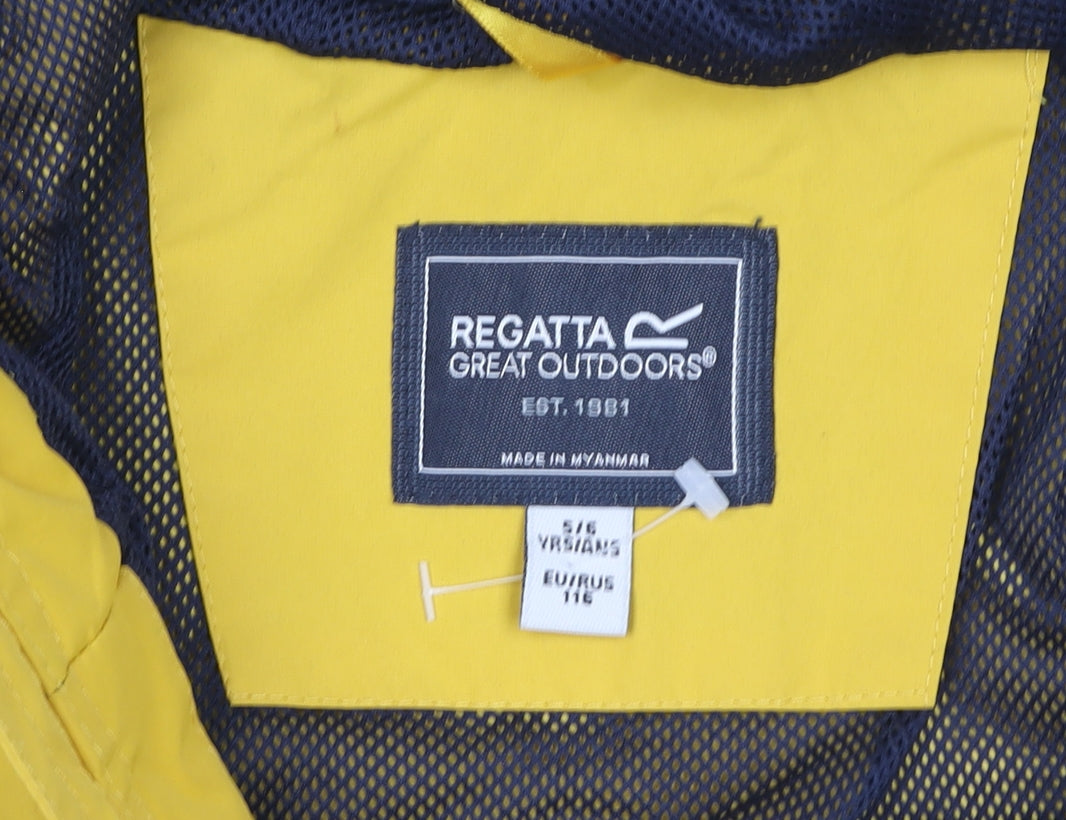 REGATTA R
GREAT OUTDOORS®
EST. 1981
MADE IN MYANMAR
5/6
YRS/ANS
EU/RUS
116